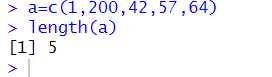 > a=c(1,200,42,57,64)
> length(a)
[1] 5
>